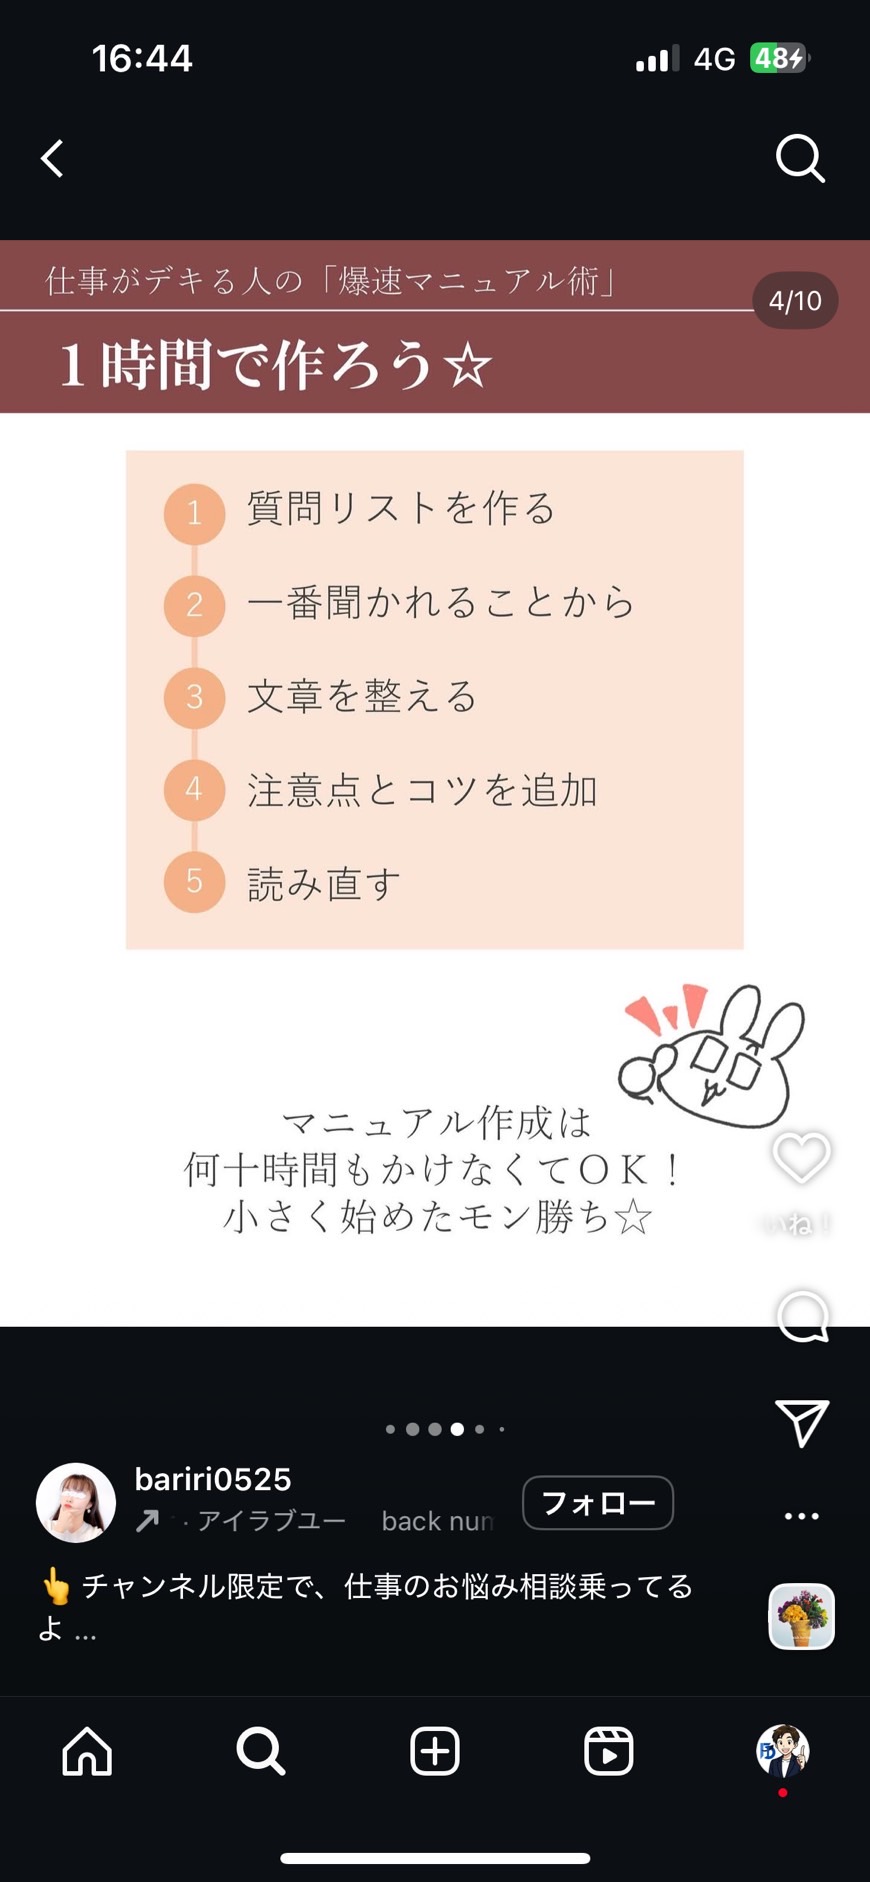 16:44
4G
48
仕事がデキる人の「爆速マニュアル術」
4/10
1時間で作ろう☆
1 質問リストを作る
2 一番聞かれることから
3 文章を整える
4 注意点とコツを追加
5 読み直す
マニュアル作成は
何十時間もかけなくてＯＫ！
小さく始めたモン勝ち☆
いいね！
bariri0525
フォロー
・アイラブユー back num
👆 チャンネル限定で、仕事のお悩み相談乗ってる
よ ...